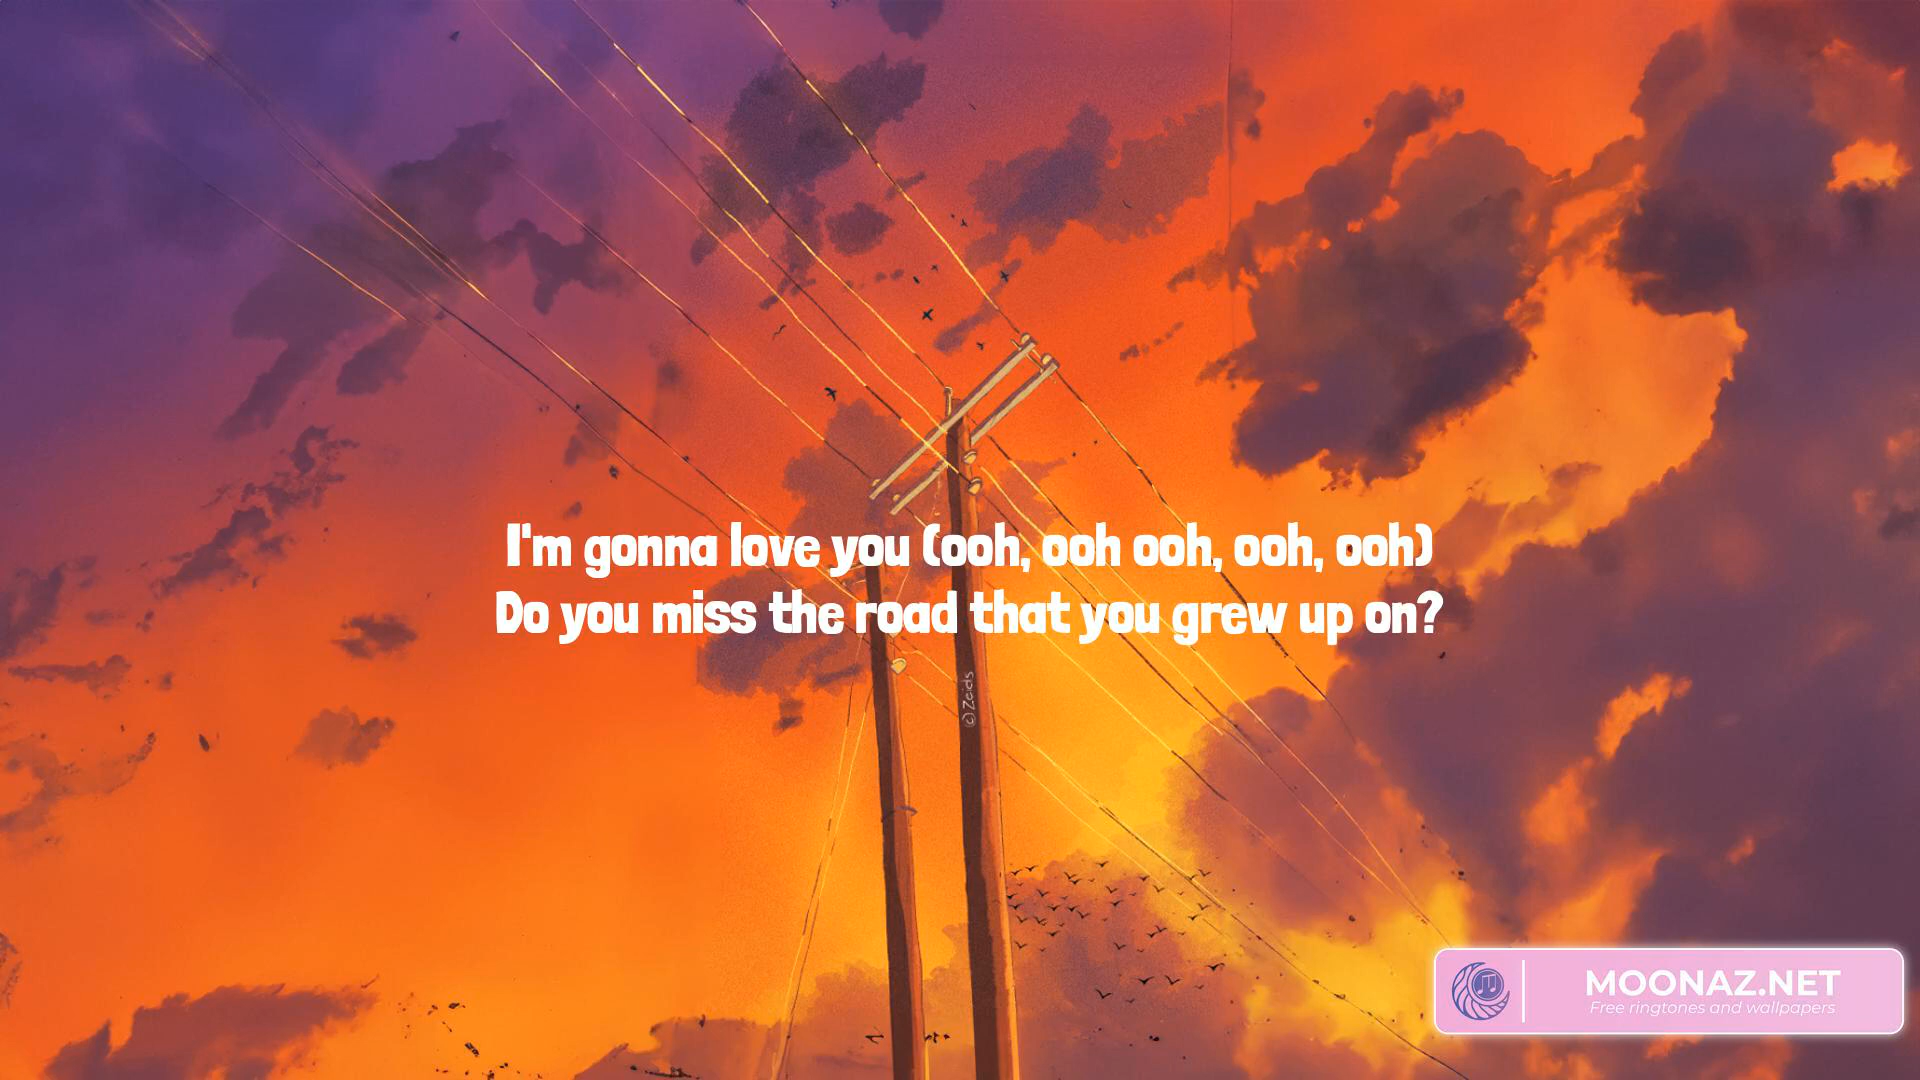 I'm gonna love you (ooh, ooh ooh, ooh, ooh)
Do you miss the road that you grew up on?
(c) Zeids
MOONAZ.NET
Free ringtones and wallpapers